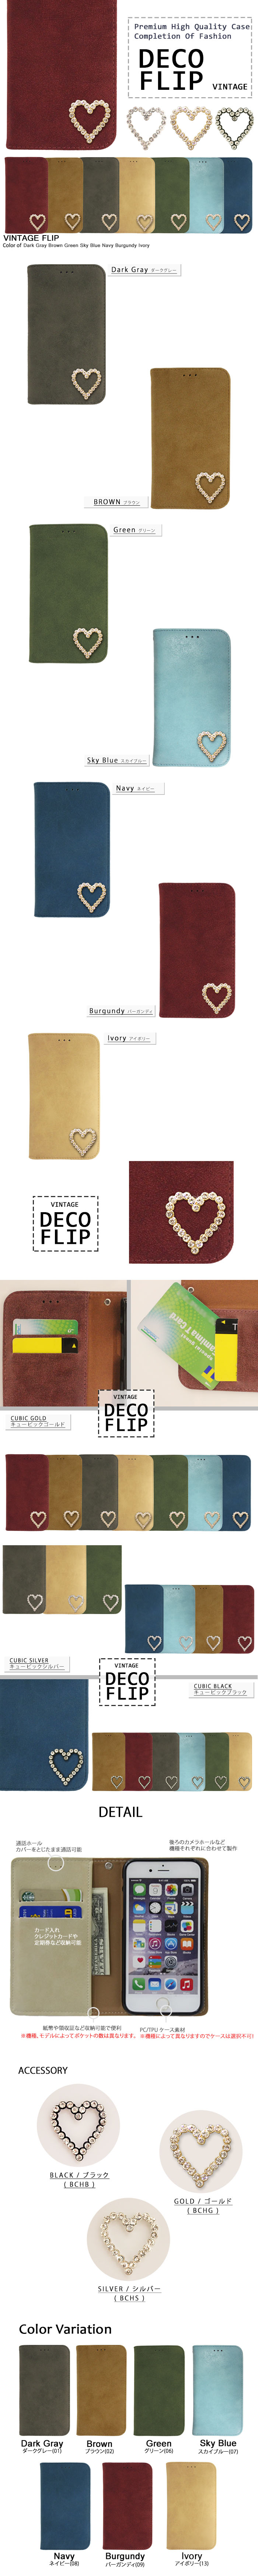 Premium High Quality Case
Completion Of Fashion
DECO
FLIP VINTAGE
VINTAGE FLIP
Color of Dark Gray Brown Green Sky Blue Navy Burgundy Ivory
Dark Gray ダークグレー
BROWN ブラウン
Green グリーン
Sky Blue スカイブルー
Navy ネイビー
Burgundy バーガンディ
Ivory アイボリー
VINTAGE
DECO
FLIP
VINTAGE
DECO
FLIP
CUBIC GOLD
キュービックゴールド
CUBIC SILVER
キュービックシルバー
VINTAGE
DECO
FLIP
CUBIC BLACK
キュービックブラック
DETAIL
通話ホール
カバーをとじたまま通話可能
後ろのカメラホールなど
機種それぞれに合わせて製作
カード入れ
クレジットカードや
定期券など収納可能
紙幣や領収証など収納可能で便利
PC/TPU ケース素材
※機種、モデルによってポケットの数は異なります。
※機種によって異なりますのでケースは選択不可)
ACCESSORY
BLACK / ブラック
( BCHB )
GOLD / ゴールド
( BCHG )
SILVER / シルバー
( BCHS )
Color Variation
Dark Gray
ダークグレー(01)
Brown
ブラウン(02)
Green
グリーン(06)
Sky Blue
スカイブルー(07)
Navy
ネイビー(08)
Burgundy
バーガンディ(09)
Ivory
アイボリー(13)